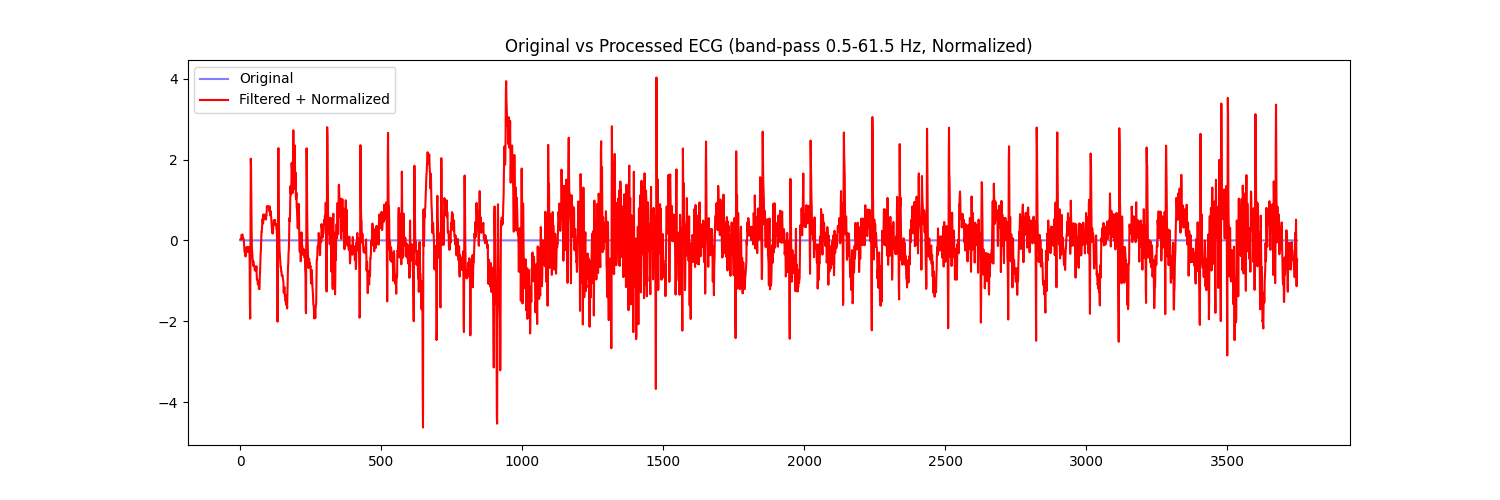 Original vs Processed ECG (band-pass 0.5-61.5 Hz, Normalized)
Original
Filtered + Normalized
4
2
0
−2
−4
0 500 1000 1500 2000 2500 3000 3500